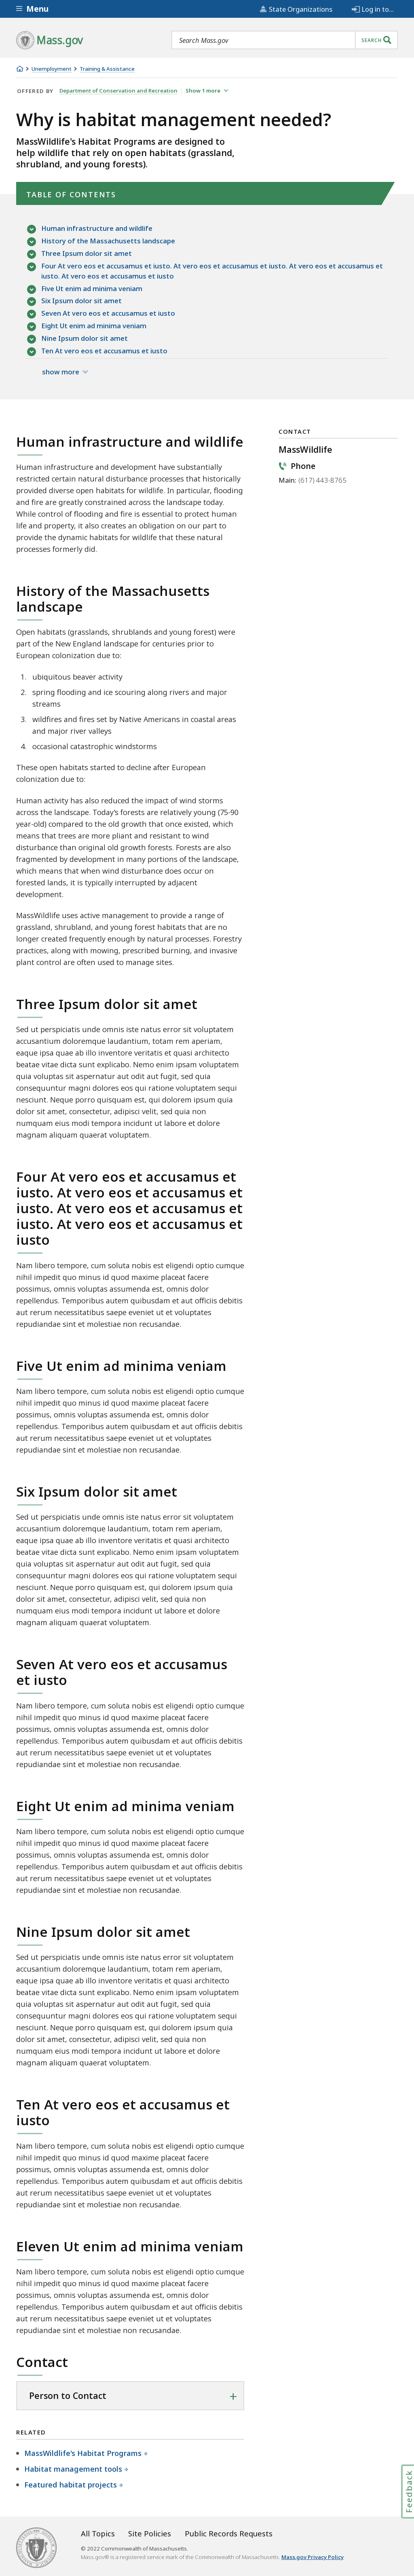 Menu
State Organizations
Log in to...
Mass.gov
Search Mass.gov
SEARCH
Unemployment
Training & Assistance
OFFERED BY Department of Conservation and Recreation Show 1 more
Why is habitat management needed?
MassWildlife's Habitat Programs are designed to
help wildlife that rely on open habitats (grassland,
shrubland, and young forests).
TABLE OF CONTENTS
Human infrastructure and wildlife
History of the Massachusetts landscape
Three Ipsum dolor sit amet
Four At vero eos et accusamus et iusto. At vero eos et accusamus et iusto. At vero eos et accusamus et
iusto. At vero eos et accusamus et iusto
Five Ut enim ad minima veniam
Six Ipsum dolor sit amet
Seven At vero eos et accusamus et iusto
Eight Ut enim ad minima veniam
Nine Ipsum dolor sit amet
Ten At vero eos et accusamus et iusto
show more
CONTACT
MassWildlife
Phone
Main: (617) 443-8765
Human infrastructure and wildlife
Human infrastructure and development have substantially
restricted certain natural disturbance processes that historically
provided diverse open habitats for wildlife. In particular, flooding
and fire are greatly constrained across the landscape today.
While control of flooding and fire is essential to protect human
life and property, it also creates an obligation on our part to
provide the dynamic habitats for wildlife that these natural
processes formerly did.
History of the Massachusetts
landscape
Open habitats (grasslands, shrublands and young forest) were
part of the New England landscape for centuries prior to
European colonization due to:
1. ubiquitous beaver activity
2. spring flooding and ice scouring along rivers and major
streams
3. wildfires and fires set by Native Americans in coastal areas
and major river valleys
4. occasional catastrophic windstorms
These open habitats started to decline after European
colonization due to:
Human activity has also reduced the impact of wind storms
across the landscape. Today's forests are relatively young (75-90
year-old) compared to the old growth that once existed, which
means that trees are more pliant and resistant to wind
disturbance than original old growth forests. Forests are also
fragmented by development in many portions of the landscape,
which means that when wind disturbance does occur on
forested lands, it is typically interrupted by adjacent
development.
MassWildlife uses active management to provide a range of
grassland, shrubland, and young forest habitats that are no
longer created frequently enough by natural processes. Forestry
practices, along with mowing, prescribed burning, and invasive
plant control are often used to manage sites.
Three Ipsum dolor sit amet
Sed ut perspiciatis unde omnis iste natus error sit voluptatem
accusantium doloremque laudantium, totam rem aperiam,
eaque ipsa quae ab illo inventore veritatis et quasi architecto
beatae vitae dicta sunt explicabo. Nemo enim ipsam voluptatem
quia voluptas sit aspernatur aut odit aut fugit, sed quia
consequuntur magni dolores eos qui ratione voluptatem sequi
nesciunt. Neque porro quisquam est, qui dolorem ipsum quia
dolor sit amet, consectetur, adipisci velit, sed quia non
numquam eius modi tempora incidunt ut labore et dolore
magnam aliquam quaerat voluptatem.
Four At vero eos et accusamus et
iusto. At vero eos et accusamus et
iusto. At vero eos et accusamus et
iusto. At vero eos et accusamus et
iusto
Nam libero tempore, cum soluta nobis est eligendi optio cumque
nihil impedit quo minus id quod maxime placeat facere
possimus, omnis voluptas assumenda est, omnis dolor
repellendus. Temporibus autem quibusdam et aut officiis debitis
aut rerum necessitatibus saepe eveniet ut et voluptates
repudiandae sint et molestiae non recusandae.
Five Ut enim ad minima veniam
Nam libero tempore, cum soluta nobis est eligendi optio cumque
nihil impedit quo minus id quod maxime placeat facere
possimus, omnis voluptas assumenda est, omnis dolor
repellendus. Temporibus autem quibusdam et aut officiis debitis
aut rerum necessitatibus saepe eveniet ut et voluptates
repudiandae sint et molestiae non recusandae.
Six Ipsum dolor sit amet
Sed ut perspiciatis unde omnis iste natus error sit voluptatem
accusantium doloremque laudantium, totam rem aperiam,
eaque ipsa quae ab illo inventore veritatis et quasi architecto
beatae vitae dicta sunt explicabo. Nemo enim ipsam voluptatem
quia voluptas sit aspernatur aut odit aut fugit, sed quia
consequuntur magni dolores eos qui ratione voluptatem sequi
nesciunt. Neque porro quisquam est, qui dolorem ipsum quia
dolor sit amet, consectetur, adipisci velit, sed quia non
numquam eius modi tempora incidunt ut labore et dolore
magnam aliquam quaerat voluptatem.
Seven At vero eos et accusamus
et iusto
Nam libero tempore, cum soluta nobis est eligendi optio cumque
nihil impedit quo minus id quod maxime placeat facere
possimus, omnis voluptas assumenda est, omnis dolor
repellendus. Temporibus autem quibusdam et aut officiis debitis
aut rerum necessitatibus saepe eveniet ut et voluptates
repudiandae sint et molestiae non recusandae.
Eight Ut enim ad minima veniam
Nam libero tempore, cum soluta nobis est eligendi optio cumque
nihil impedit quo minus id quod maxime placeat facere
possimus, omnis voluptas assumenda est, omnis dolor
repellendus. Temporibus autem quibusdam et aut officiis debitis
aut rerum necessitatibus saepe eveniet ut et voluptates
repudiandae sint et molestiae non recusandae.
Nine Ipsum dolor sit amet
Sed ut perspiciatis unde omnis iste natus error sit voluptatem
accusantium doloremque laudantium, totam rem aperiam,
eaque ipsa quae ab illo inventore veritatis et quasi architecto
beatae vitae dicta sunt explicabo. Nemo enim ipsam voluptatem
quia voluptas sit aspernatur aut odit aut fugit, sed quia
consequuntur magni dolores eos qui ratione voluptatem sequi
nesciunt. Neque porro quisquam est, qui dolorem ipsum quia
dolor sit amet, consectetur, adipisci velit, sed quia non
numquam eius modi tempora incidunt ut labore et dolore
magnam aliquam quaerat voluptatem.
Ten At vero eos et accusamus et
iusto
Nam libero tempore, cum soluta nobis est eligendi optio cumque
nihil impedit quo minus id quod maxime placeat facere
possimus, omnis voluptas assumenda est, omnis dolor
repellendus. Temporibus autem quibusdam et aut officiis debitis
aut rerum necessitatibus saepe eveniet ut et voluptates
repudiandae sint et molestiae non recusandae.
Eleven Ut enim ad minima veniam
Nam libero tempore, cum soluta nobis est eligendi optio cumque
nihil impedit quo minus id quod maxime placeat facere
possimus, omnis voluptas assumenda est, omnis dolor
repellendus. Temporibus autem quibusdam et aut officiis debitis
aut rerum necessitatibus saepe eveniet ut et voluptates
repudiandae sint et molestiae non recusandae.
Contact
Person to Contact
RELATED
MassWildlife's Habitat Programs
Habitat management tools
Featured habitat projects
Feedback
All Topics Site Policies Public Records Requests
© 2022 Commonwealth of Massachusetts.
Mass.gov® is a registered service mark of the Commonwealth of Massachusetts. Mass.gov Privacy Policy